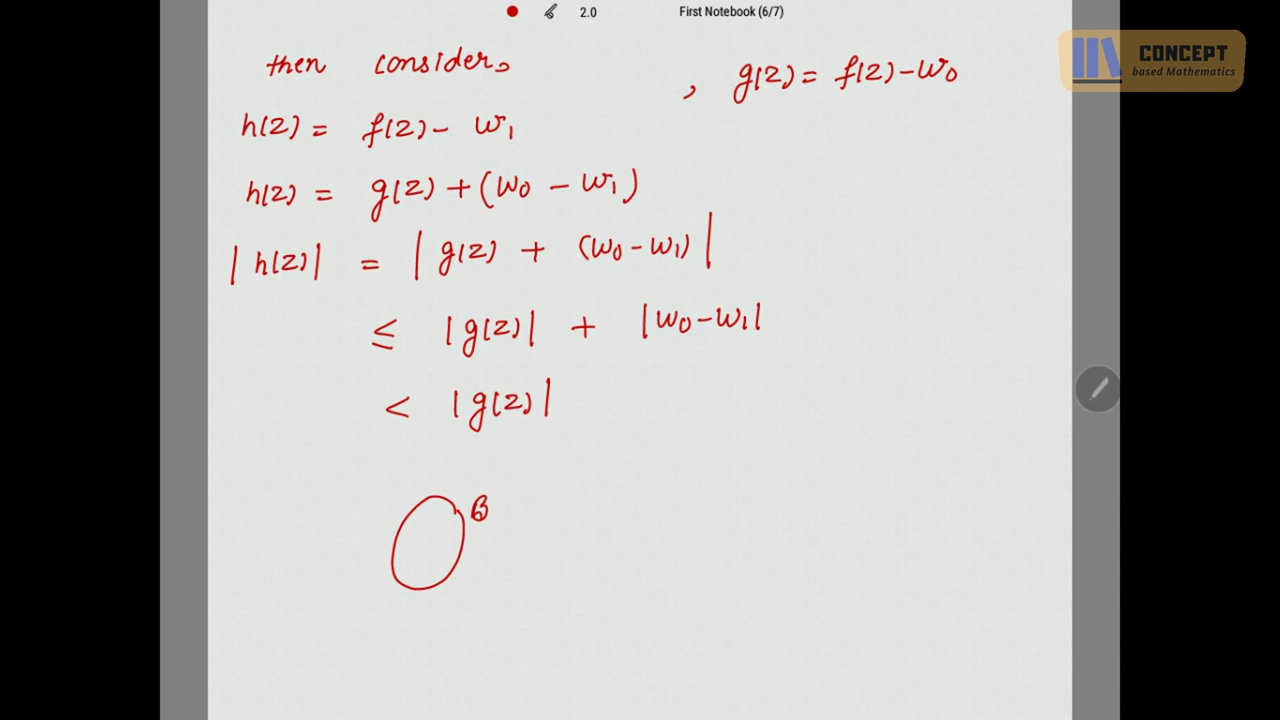 2.0 First Notebook (6/7)
CONCEPT
based Mathematics
then consider, , g(z) = f(z) - w₀
h(z) = f(z) - w₁
h(z) = g(z) + (w₀ - w₁)
|h(z)| = |g(z) + (w₀ - w₁)|
≤ |g(z)| + |w₀ - w₁|
< |g(z)|
B